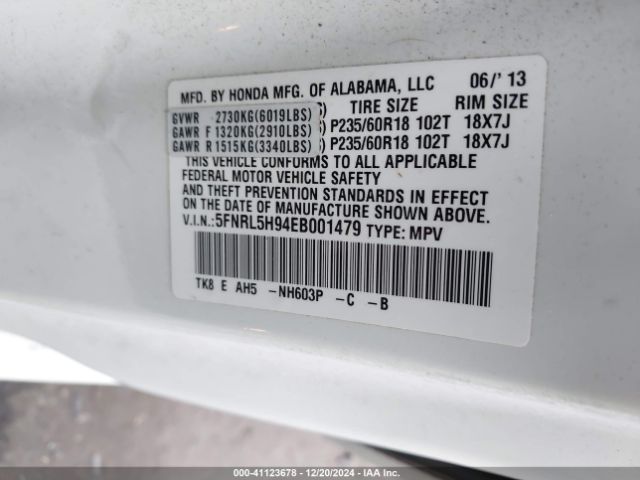 MFD. BY HONDA MFG. OF ALABAMA, LLC 06/'13
TIRE SIZE RIM SIZE
GVWR 2730KG(6019LBS)
GAWR F 1320KG(2910LBS) P235/60R18 102T 18X7J
GAWR R 1515KG(3340LBS) P235/60R18 102T 18X7J
THIS VEHICLE CONFORMS TO ALL APPLICABLE
FEDERAL MOTOR VEHICLE SAFETY
AND THEFT PREVENTION STANDARDS IN EFFECT
ON THE DATE OF MANUFACTURE SHOWN ABOVE.
V.I.N.:5FNRL5H94EB001479 TYPE: MPV
TK8 E AH5 -NH603P -C -B
000-41123678 - 12/20/2024 - IAA Inc.